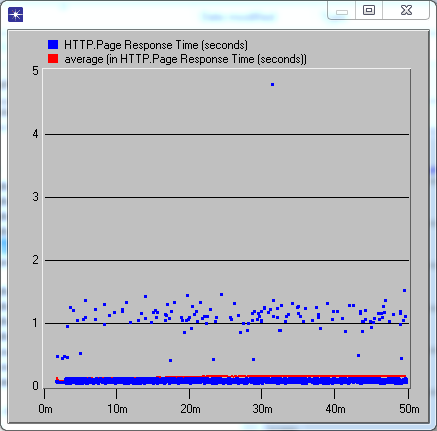 HTTP.Page Response Time (seconds)
average (in HTTP.Page Response Time (seconds))
5
4
3
2
1
0
0m 10m 20m 30m 40m 50m